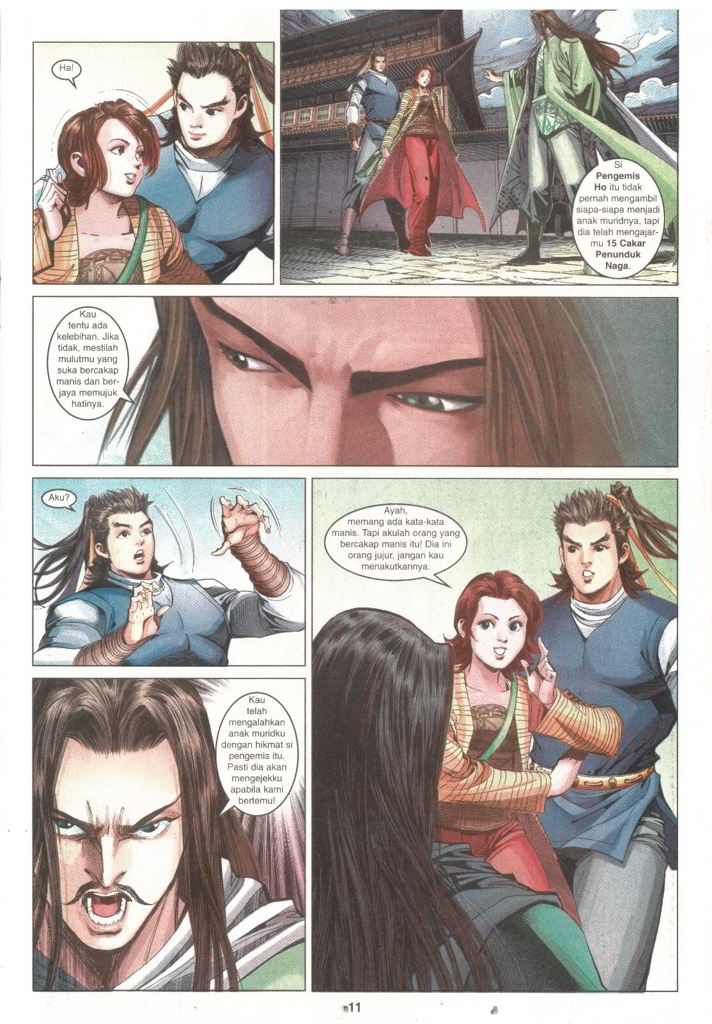 Ha!
Si
Pengemis
Ho itu tidak
pernah mengambil
siapa-siapa menjadi
anak muridnya, tapi
dia telah mengajar-
mu 15 Cakar
Penunduk
Naga.
Kau
tentu ada
kelebihan. Jika
tidak, mestilah
mulutmu yang
suka bercakap
manis dan ber-
jaya memujuk
hatinya.
Aku?
Ayah,
memang ada kata-kata
manis. Tapi akulah orang yang
bercakap manis itu! Dia ini
orang jujur, jangan kau
menakutkannya.
Kau
telah
mengalahkan
anak muridku
dengan hikmat si
pengemis itu.
Pasti dia akan
mengejekku
apabila kami
bertemu!
11